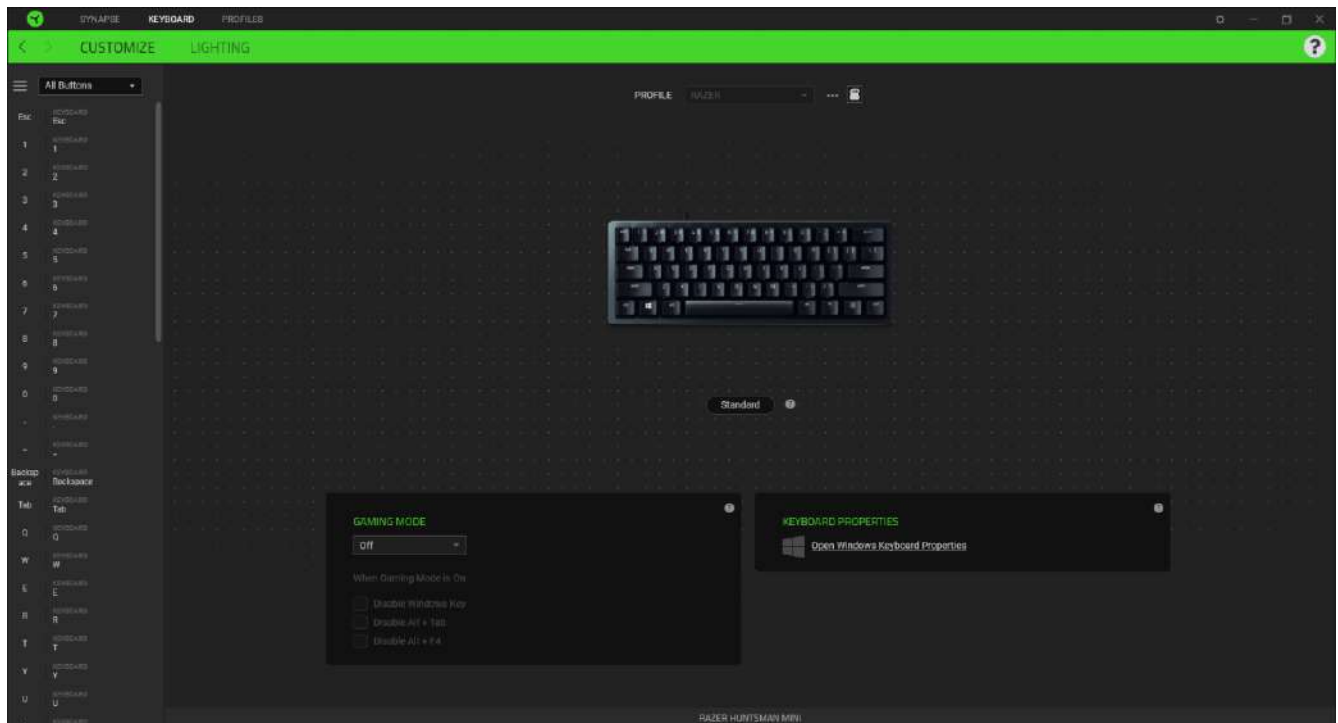 SYNAPSE KEYBOARD PROFILES
CUSTOMIZE LIGHTING ?
All Buttons
PROFILE RAZER ...
Esc KEYBOARD
Esc
1 KEYBOARD
1
2 KEYBOARD
2
3 KEYBOARD
3
4 KEYBOARD
4
5 KEYBOARD
5
6 KEYBOARD
6
7 KEYBOARD
7
8 KEYBOARD
8
9 KEYBOARD
9
0 KEYBOARD
0
KEYBOARD
KEYBOARD
Backsp
ace
KEYBOARD
Backspace
Tab KEYBOARD
Tab
Q KEYBOARD
Q
W KEYBOARD
W
E KEYBOARD
E
R KEYBOARD
R
T KEYBOARD
T
Y KEYBOARD
Y
U KEYBOARD
U
Standard ?
GAMING MODE ?
Off
When Gaming Mode is On
Disable Windows Key
Disable Alt + Tab
Disable Alt + F4
KEYBOARD PROPERTIES ?
Open Windows Keyboard Properties
RAZER HUNTSMAN MINI